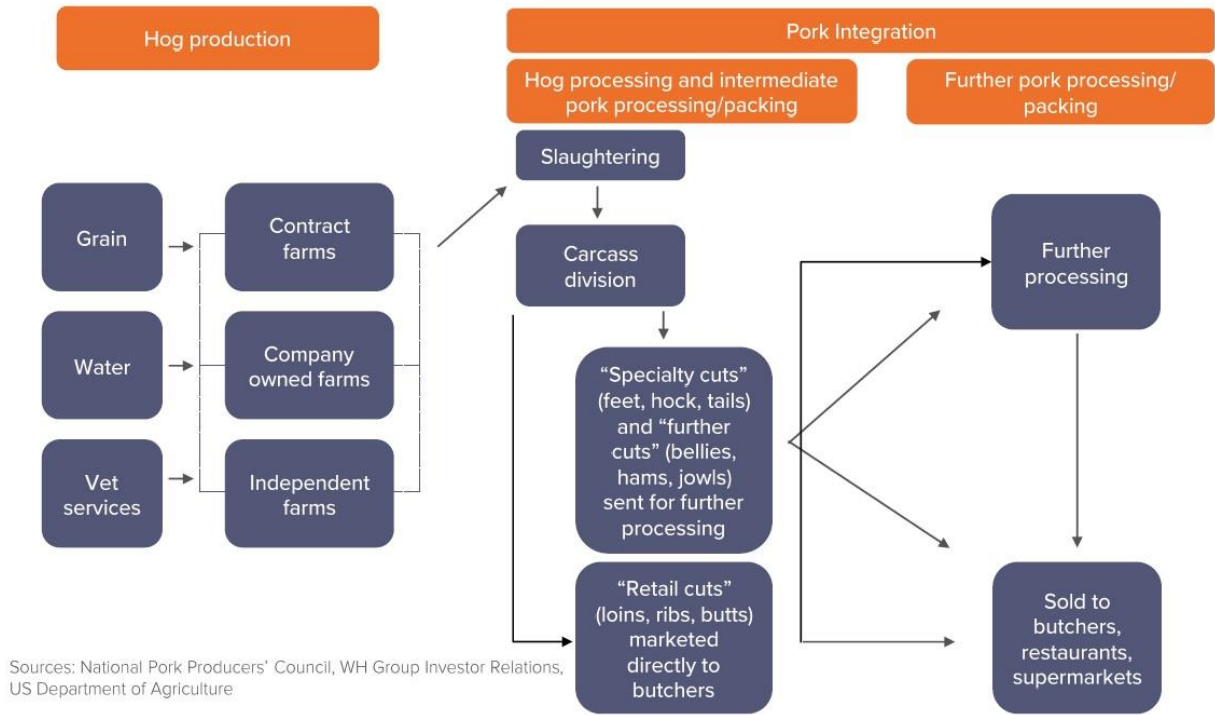 Hog production
Pork Integration
Hog processing and intermediate
pork processing/packing
Further pork processing/
packing
Grain
Water
Vet
services
Contract
farms
Company
owned farms
Independent
farms
Slaughtering
Carcass
division
“Specialty cuts”
(feet, hock, tails)
and “further
cuts” (bellies,
hams, jowls)
sent for further
processing
“Retail cuts”
(loins, ribs, butts)
marketed
directly to
butchers
Further
processing
Sold to
butchers,
restaurants,
supermarkets
Sources: National Pork Producers’ Council, WH Group Investor Relations,
US Department of Agriculture